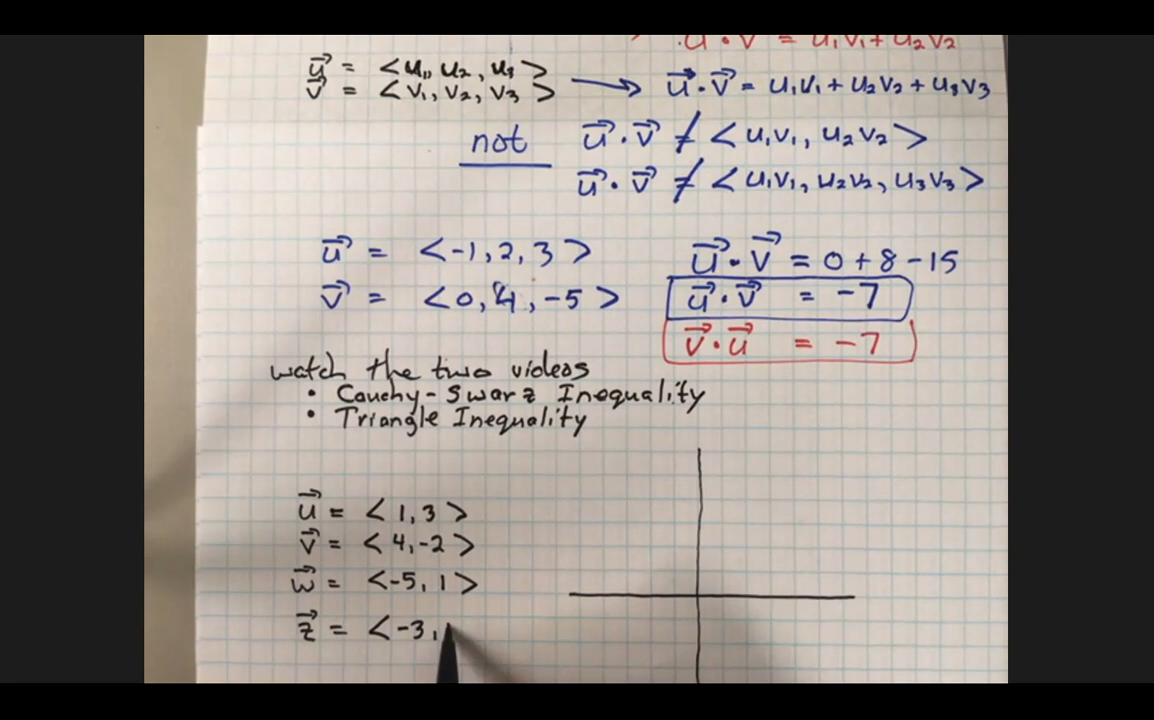 u⃗ · v⃗ = u₁v₁ + u₂v₂
u⃗ = <u₁, u₂, u₃>
v⃗ = <v₁, v₂, v₃> → u⃗ · v⃗ = u₁v₁ + u₂v₂ + u₃v₃
not u⃗ · v⃗ ≠ <u₁v₁, u₂v₂>
u⃗ · v⃗ ≠ <u₁v₁, u₂v₂, u₃v₃>
u⃗ = <-1, 2, 3> u⃗ · v⃗ = 0 + 8 - 15
v⃗ = <0, 4, -5> u⃗ · v⃗ = -7
v⃗ · u⃗ = -7
watch the two videos
• Cauchy-Swarz Inequality
• Triangle Inequality
u⃗ = <1, 3>
v⃗ = <4, -2>
w⃗ = <-5, 1>
z⃗ = <-3,